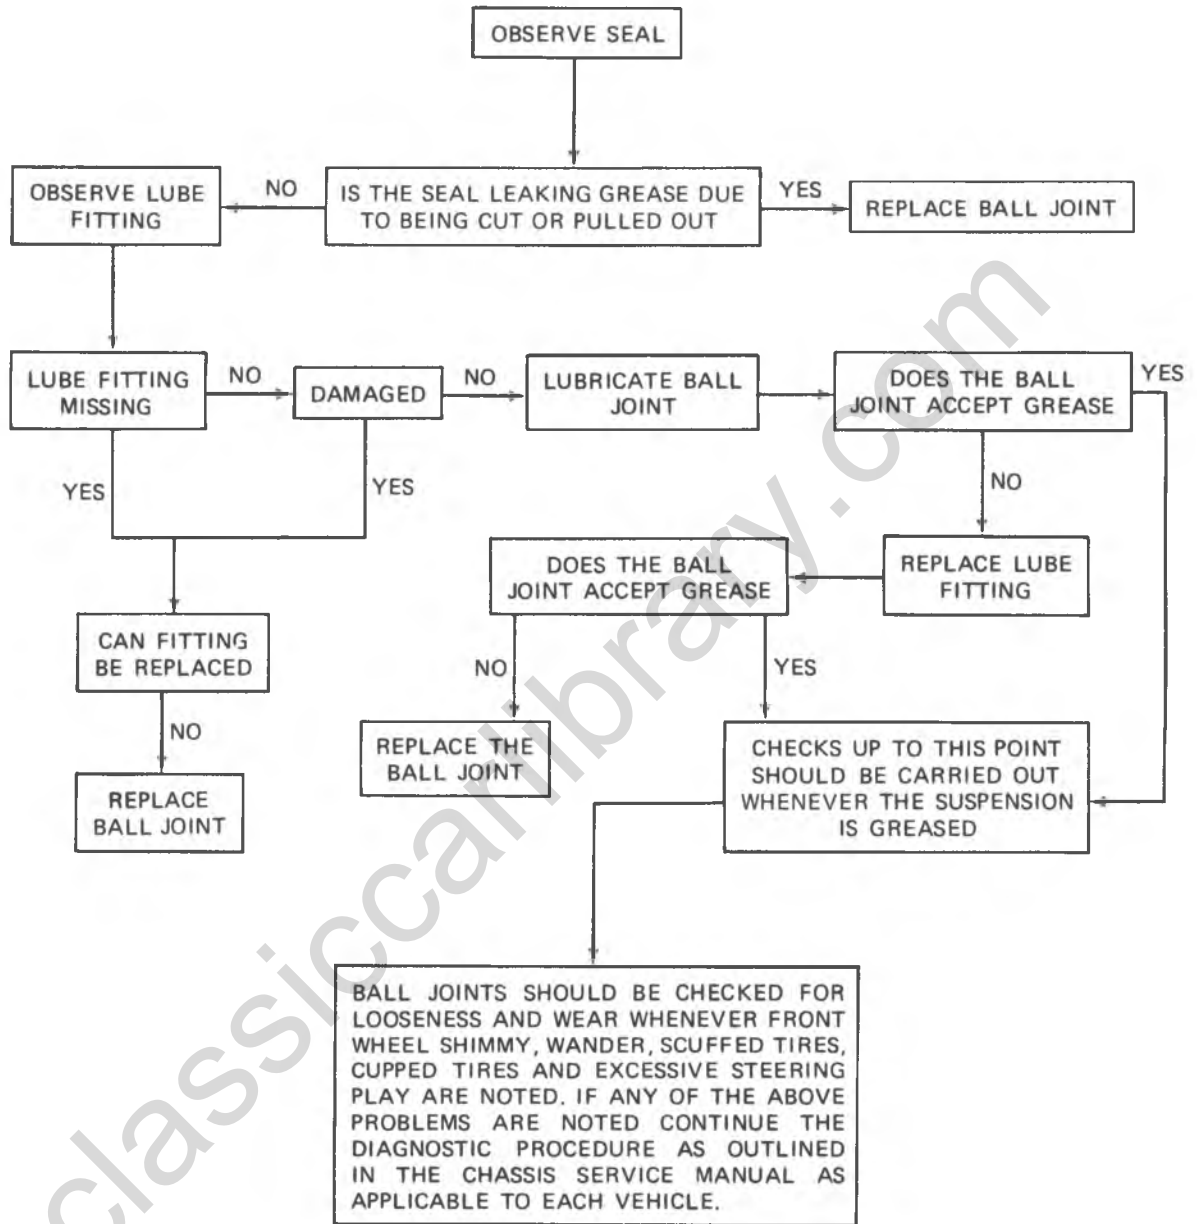 OBSERVE SEAL
OBSERVE LUBE
FITTING
NO
IS THE SEAL LEAKING GREASE DUE
TO BEING CUT OR PULLED OUT
YES
REPLACE BALL JOINT
LUBE FITTING
MISSING
NO
DAMAGED
NO
LUBRICATE BALL
JOINT
DOES THE BALL
JOINT ACCEPT GREASE
YES
YES
YES
NO
DOES THE BALL
JOINT ACCEPT GREASE
REPLACE LUBE
FITTING
CAN FITTING
BE REPLACED
NO
YES
NO
REPLACE THE
BALL JOINT
CHECKS UP TO THIS POINT
SHOULD BE CARRIED OUT
WHENEVER THE SUSPENSION
IS GREASED
REPLACE
BALL JOINT
BALL JOINTS SHOULD BE CHECKED FOR
LOOSENESS AND WEAR WHENEVER FRONT
WHEEL SHIMMY, WANDER, SCUFFED TIRES,
CUPPED TIRES AND EXCESSIVE STEERING
PLAY ARE NOTED. IF ANY OF THE ABOVE
PROBLEMS ARE NOTED CONTINUE THE
DIAGNOSTIC PROCEDURE AS OUTLINED
IN THE CHASSIS SERVICE MANUAL AS
APPLICABLE TO EACH VEHICLE.
classiccarlibrary.com